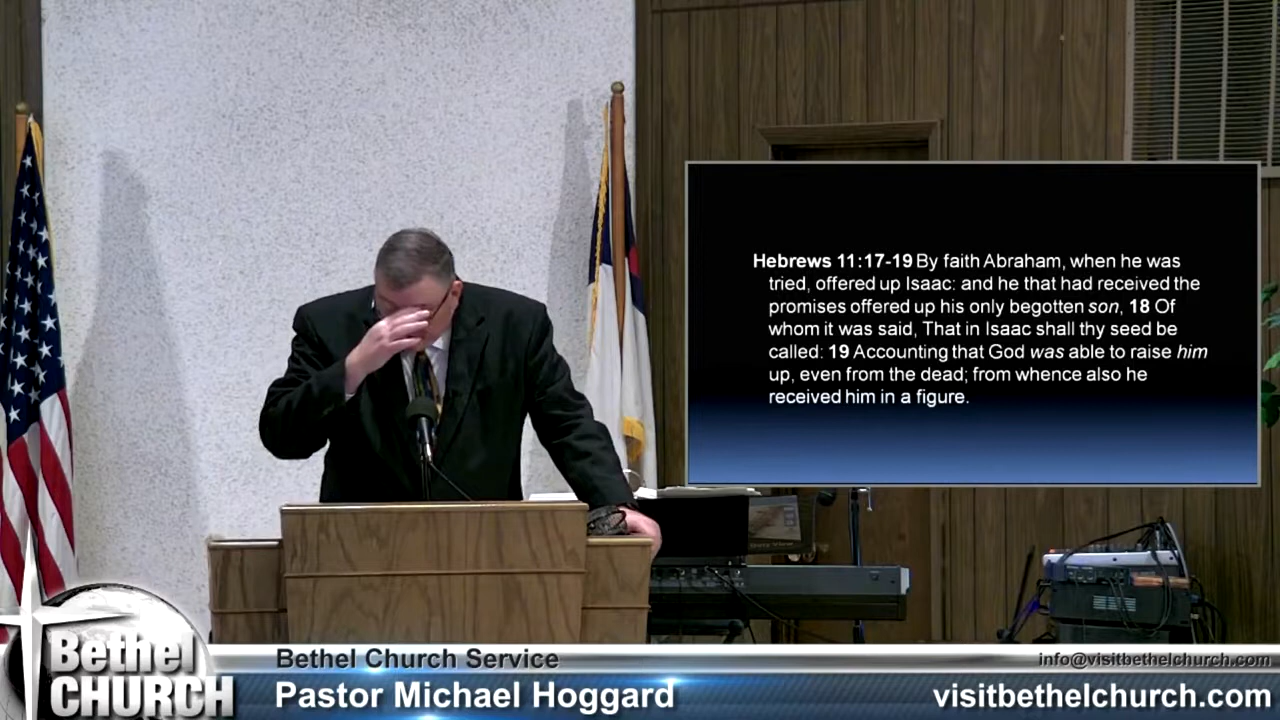 Hebrews 11:17-19 By faith Abraham, when he was
tried, offered up Isaac: and he that had received the
promises offered up his only begotten son, 18 Of
whom it was said, That in Isaac shall thy seed be
called: 19 Accounting that God was able to raise him
up, even from the dead; from whence also he
received him in a figure.
Bethel
CHURCH
Bethel Church Service
Pastor Michael Hoggard
info@visitbethelchurch.com
visitbethelchurch.com